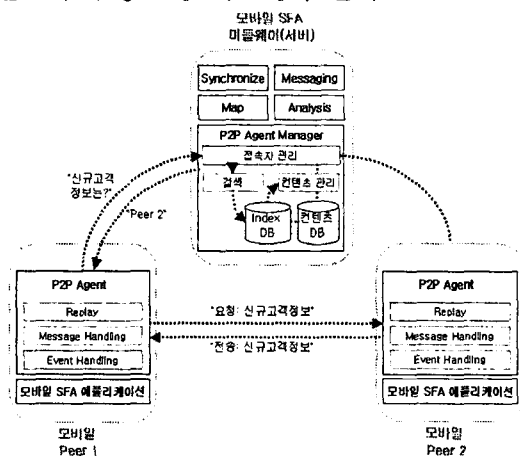 모바일 SFA
미들웨어(서버)
Synchronize
Messaging
Map
Analysis
P2P Agent Manager
접속자 관리
검색
컨텐츠 관리
Index
DB
컨텐츠
DB
"신규고객
정보는?"
"Peer 2"
P2P Agent
Replay
Message Handling
Event Handling
모바일 SFA 애플리케이션
모바일
Peer 1
"요청: 신규고객정보"
"전송: 신규고객정보"
P2P Agent
Replay
Message Handling
Event Handling
모바일 SFA 애플리케이션
모바일
Peer 2